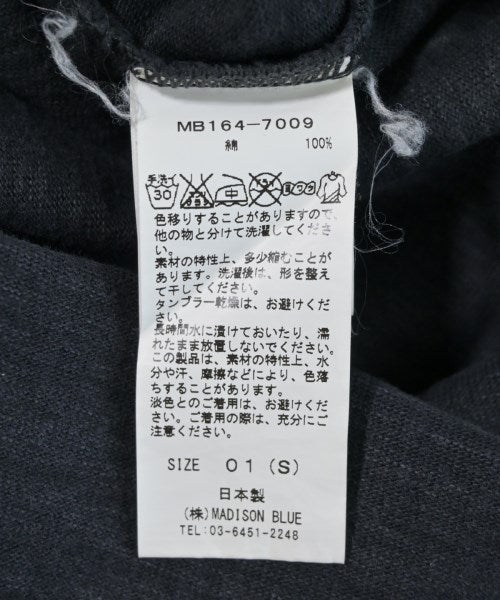 MB164-7009
綿 100%
手洗イ
30 中 ヨワク
色移りすることがありますので、
他の物と分けて洗濯してください。
素材の特性上、多少縮むことが
あります。洗濯後は、形を整え
て干してください。
タンブラー乾燥は、お避けくだ
さい。
長時間水に漬けておいたり、濡
れたまま放置しないでください。
この製品は、素材の特性上、水
分や汗、摩擦などにより、色落
ちすることがあります。
淡色とのご着用は、お避けくだ
さい。ご着用の際は、充分にご
注意ください。
SIZE 01(S)
日本製
(株)MADISON BLUE
TEL:03-6451-2248